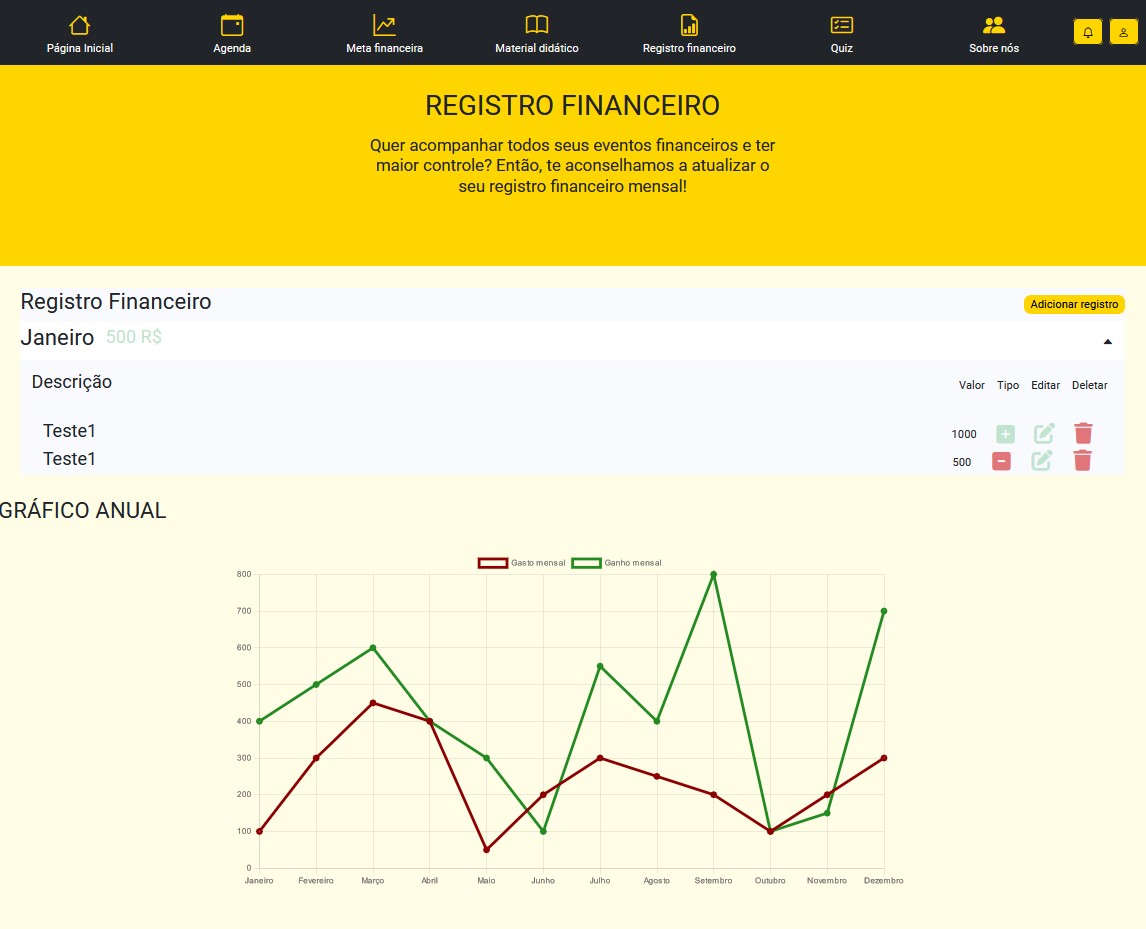 Página Inicial
Agenda
Meta financeira
Material didático
Registro financeiro
Quiz
Sobre nós
REGISTRO FINANCEIRO
Quer acompanhar todos seus eventos financeiros e ter
maior controle? Então, te aconselhamos a atualizar o
seu registro financeiro mensal!
Registro Financeiro
Adicionar registro
Janeiro 500 R$
Descrição
Valor Tipo Editar Deletar
Teste1 1000
Teste1 500
GRÁFICO ANUAL
Gasto mensal Ganho mensal
800
700
600
500
400
300
200
100
0
Janeiro Fevereiro Março Abril Maio Junho Julho Agosto Setembro Outubro Novembro Dezembro